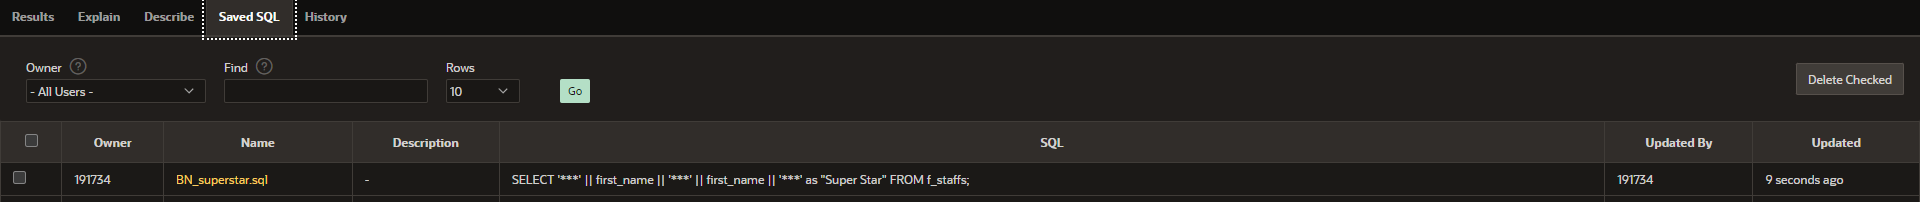 Results Explain Describe Saved SQL History
Owner ? Find ? Rows
- All Users - 10 Go Delete Checked
Owner Name Description SQL Updated By Updated
191734 BN_superstar.sql - SELECT '***' || first_name || '***' || first_name || '***' as "Super Star" FROM f_staffs; 191734 9 seconds ago